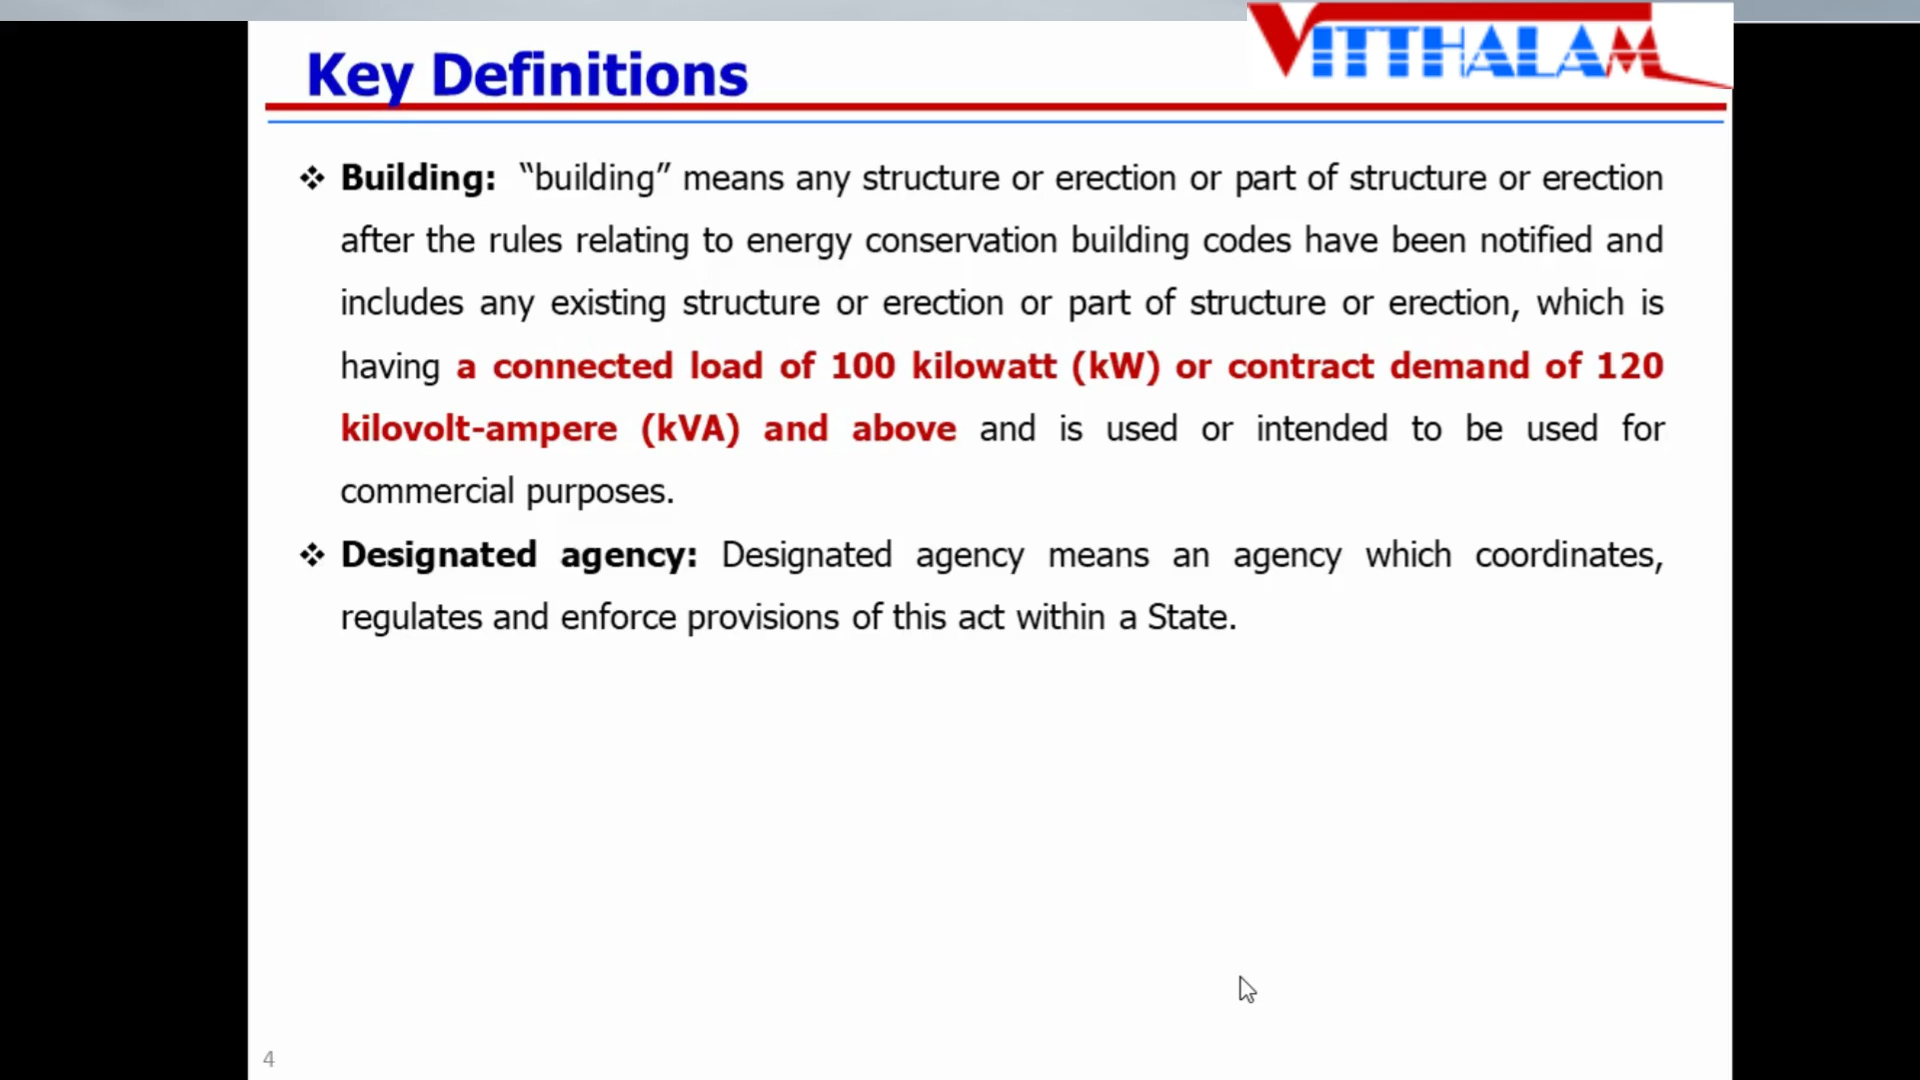 VITTHALAM
Key Definitions
❖ Building: “building” means any structure or erection or part of structure or erection
after the rules relating to energy conservation building codes have been notified and
includes any existing structure or erection or part of structure or erection, which is
having a connected load of 100 kilowatt (kW) or contract demand of 120
kilovolt-ampere (kVA) and above and is used or intended to be used for
commercial purposes.
❖ Designated agency: Designated agency means an agency which coordinates,
regulates and enforce provisions of this act within a State.
4